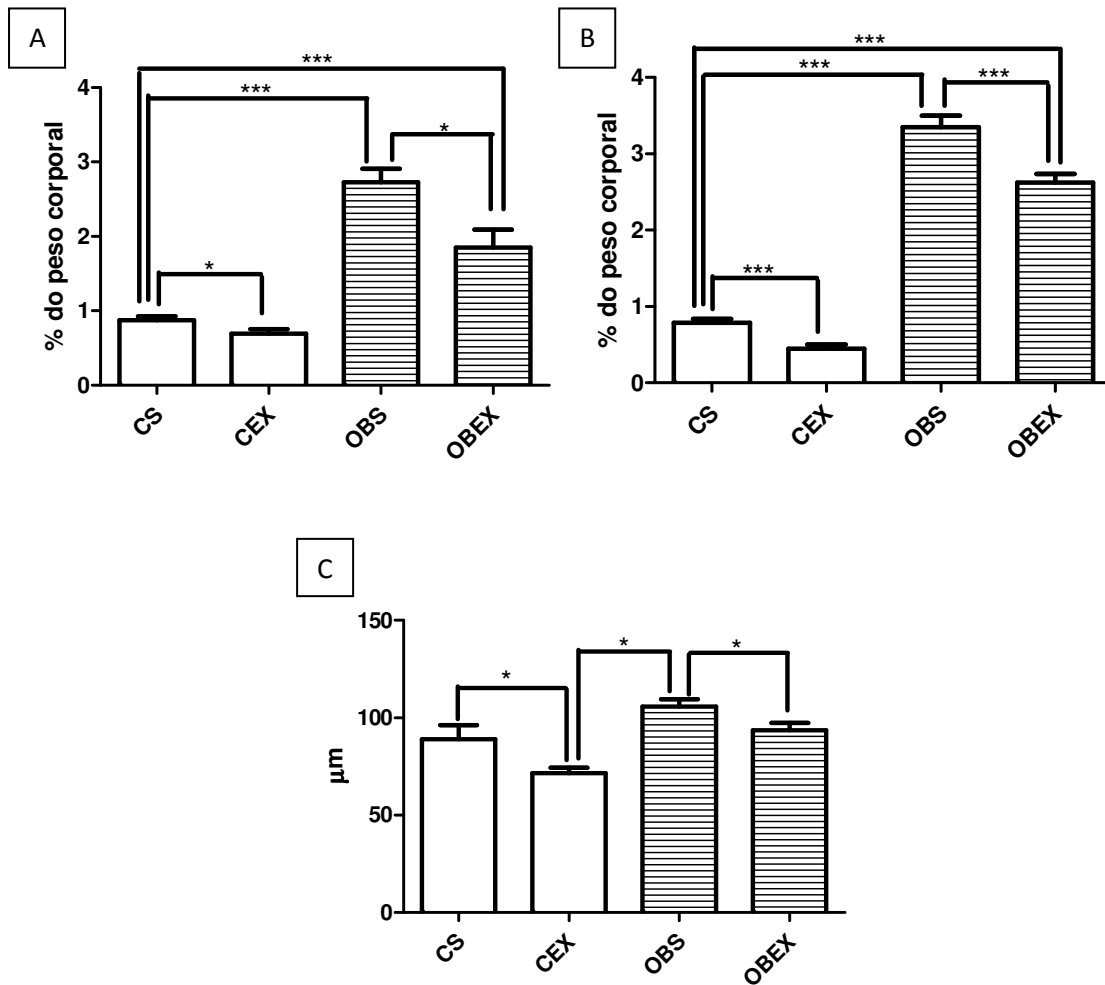 A
% do peso corporal
4
3
2
1
0
***
***
*
*
CS
CEX
OBS
OBEX
B
% do peso corporal
4
3
2
1
0
***
***
***
***
CS
CEX
OBS
OBEX
C
µm
150
100
50
0
*
*
*
CS
CEX
OBS
OBEX